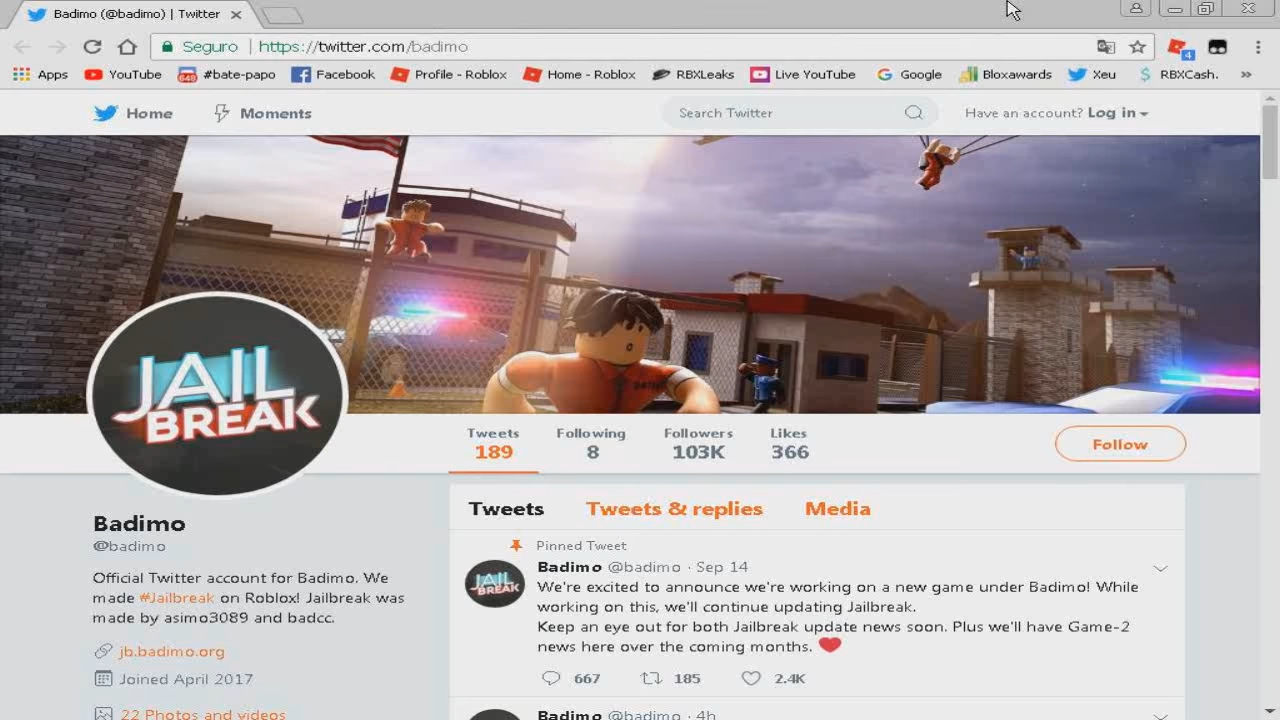 Badimo (@badimo) | Twitter
Seguro
https://twitter.com/badimo
4
Apps
YouTube
#bate-papo
Facebook
Profile - Roblox
Home - Roblox
RBXLeaks
Live YouTube
Google
Bloxawards
Xeu
RBXCash.
»
Home
Moments
Search Twitter
Have an account? Log in
JAIL
BREAK
Tweets
189
Following
8
Followers
103K
Likes
366
Follow
Badimo
@badimo
Official Twitter account for Badimo. We
made #Jailbreak on Roblox! Jailbreak was
made by asimo3089 and badcc.
jb.badimo.org
Joined April 2017
22 Photos and videos
Tweets
Tweets & replies
Media
Pinned Tweet
JAIL
BREAK
Badimo @badimo · Sep 14
We're excited to announce we're working on a new game under Badimo! While
working on this, we'll continue updating Jailbreak.
Keep an eye out for both Jailbreak update news soon. Plus we'll have Game-2
news here over the coming months. ❤
667
185
2.4K
Badimo @badimo · 4h